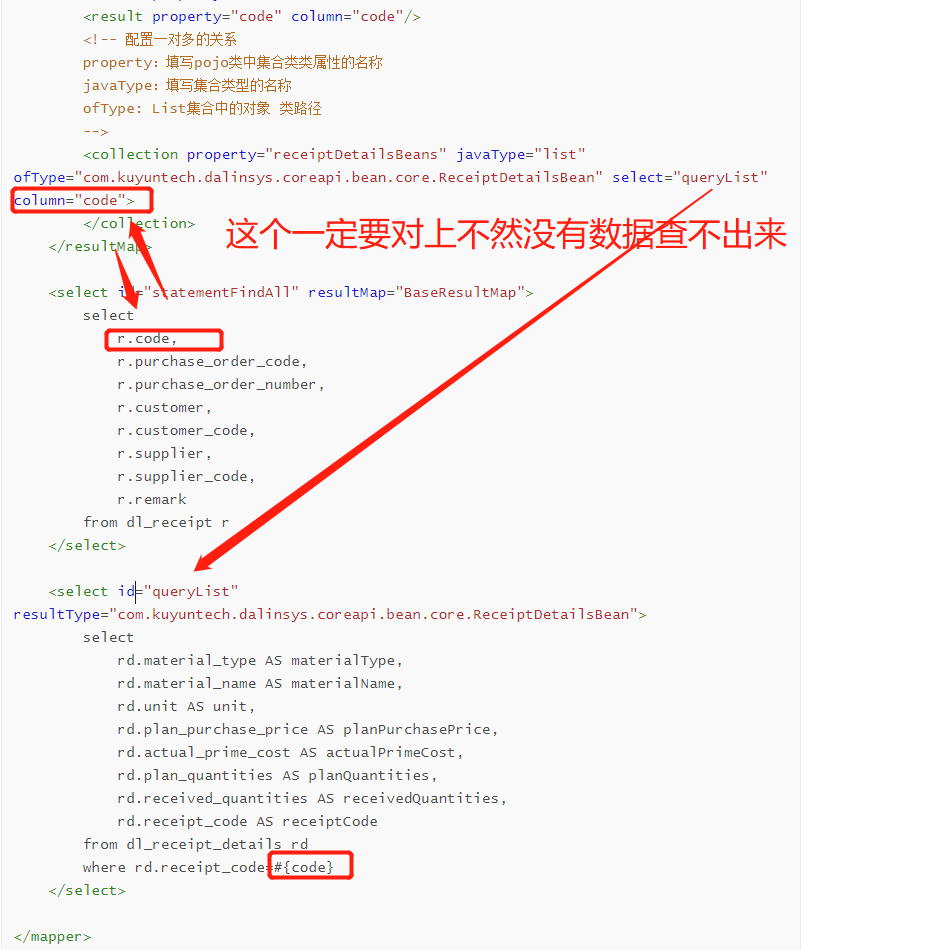 <result property="code" column="code"/>
<!-- 配置一对多的关系
property: 填写pojo类中集合类类属性的名称
javaType: 填写集合类型的名称
ofType: List集合中的对象 类路径
-->
<collection property="receiptDetailsBeans" javaType="list"
ofType="com.kuyuntech.dalinsys.coreapi.bean.core.ReceiptDetailsBean" select="queryList"
column="code">
</collection>
这个一定要对上不然没有数据查不出来
</resultMap>
<select id="statementFindAll" resultMap="BaseResultMap">
select
r.code,
r.purchase_order_code,
r.purchase_order_number,
r.customer,
r.customer_code,
r.supplier,
r.supplier_code,
r.remark
from dl_receipt r
</select>
<select id="queryList"
resultType="com.kuyuntech.dalinsys.coreapi.bean.core.ReceiptDetailsBean">
select
rd.material_type AS materialType,
rd.material_name AS materialName,
rd.unit AS unit,
rd.plan_purchase_price AS planPurchasePrice,
rd.actual_prime_cost AS actualPrimeCost,
rd.plan_quantities AS planQuantities,
rd.received_quantities AS receivedQuantities,
rd.receipt_code AS receiptCode
from dl_receipt_details rd
where rd.receipt_code=#{code}
</select>
</mapper>